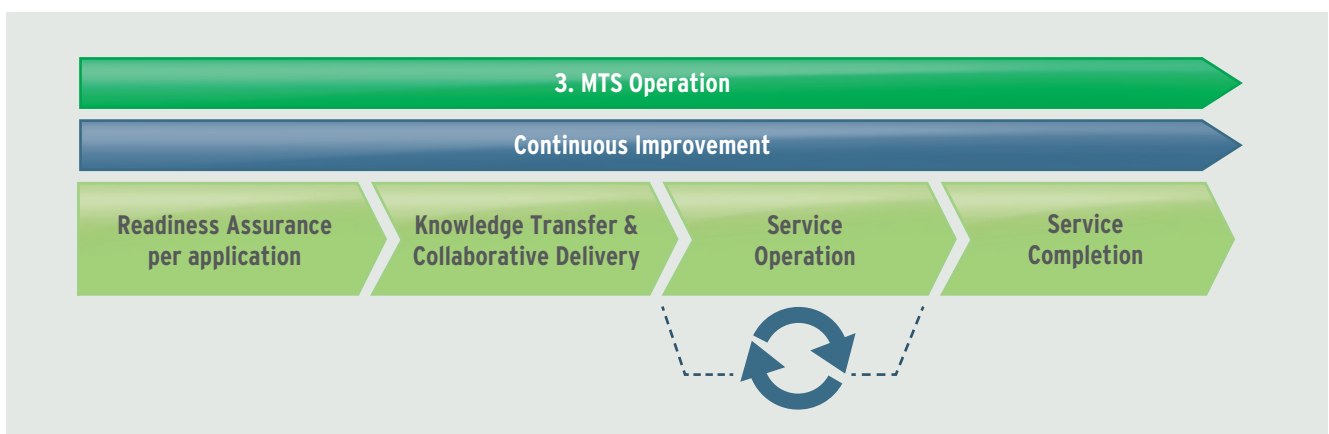 3. MTS Operation
Continuous Improvement
Readiness Assurance
per application
Knowledge Transfer &
Collaborative Delivery
Service
Operation
Service
Completion